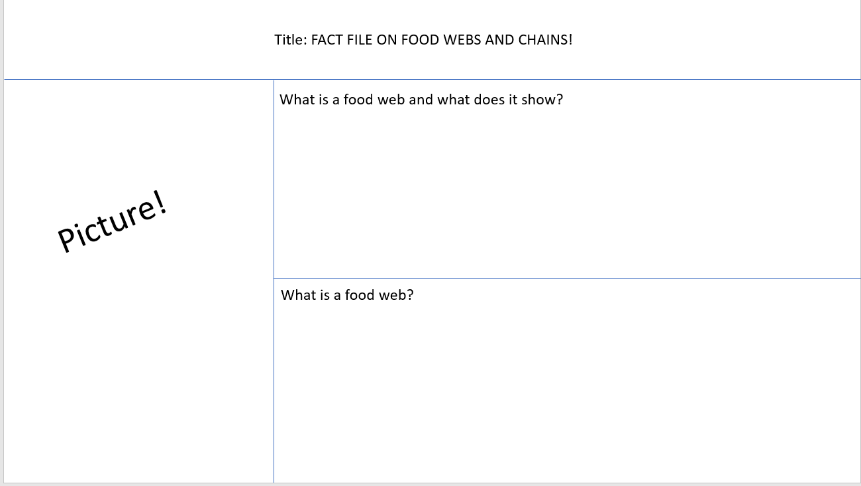 Title: FACT FILE ON FOOD WEBS AND CHAINS!
What is a food web and what does it show?
Picture!
What is a food web?